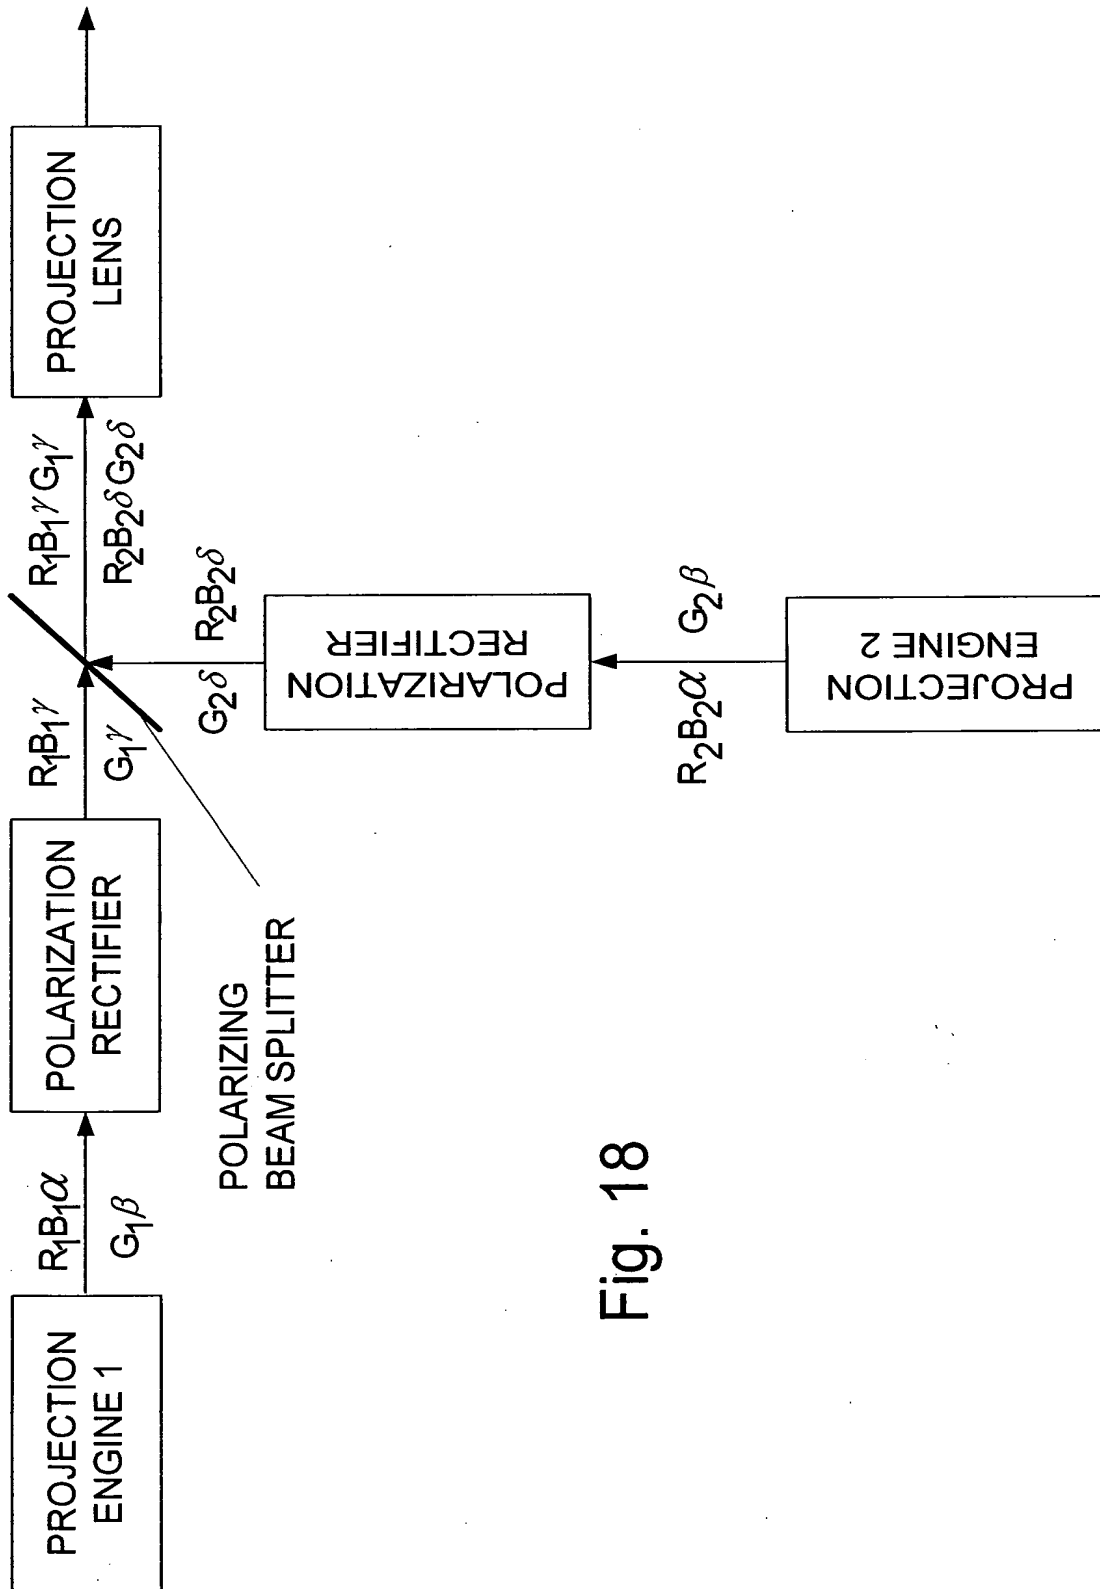 PROJECTION
ENGINE 1
R₁B₁α
G₁β
POLARIZATION
RECTIFIER
R₁B₁γ
G₁γ
POLARIZING
BEAM SPLITTER
R₁B₁γG₁γ
R₂B₂δG₂δ
PROJECTION
LENS
G₂δ
R₂B₂δ
POLARIZATION
RECTIFIER
R₂B₂α
G₂β
PROJECTION
ENGINE 2
Fig. 18